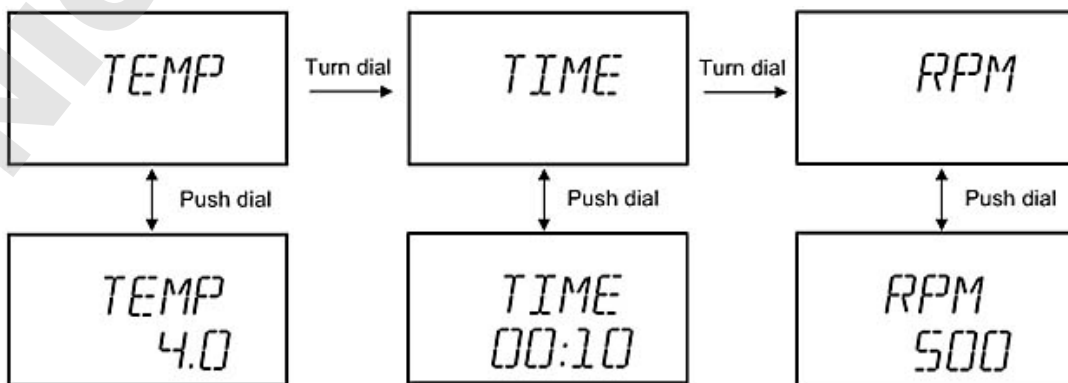 TEMP
Turn dial
TIME
Turn dial
RPM
Push dial
Push dial
Push dial
TEMP
4.0
TIME
00:10
RPM
500